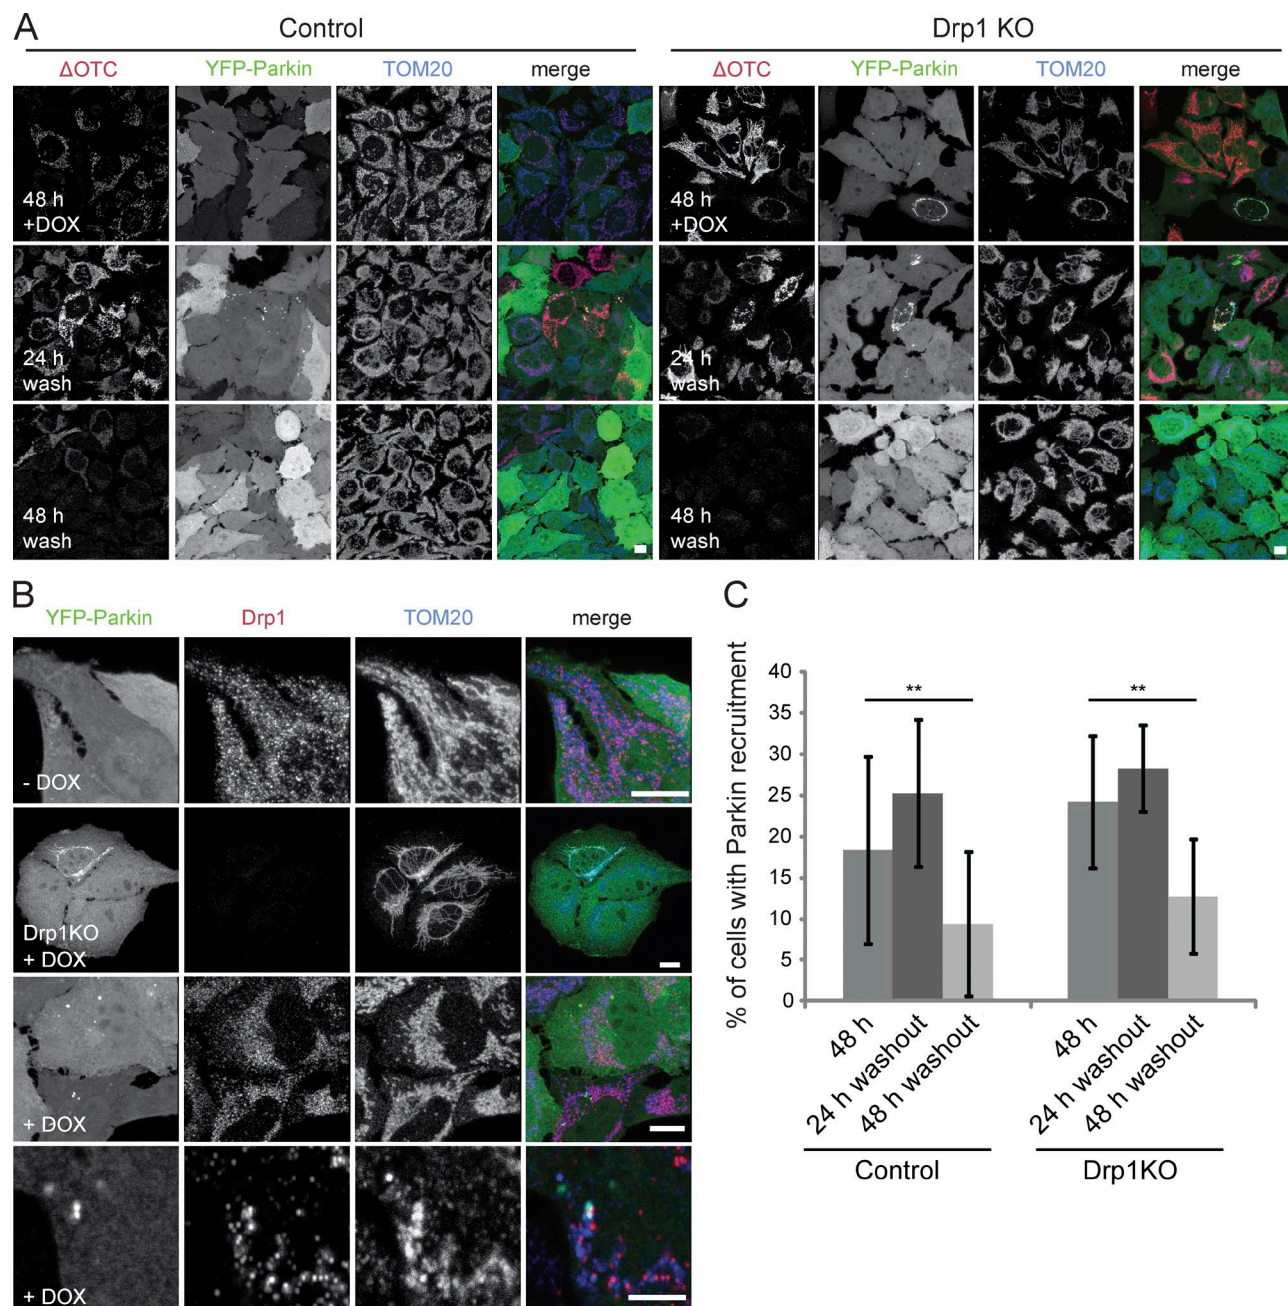 A
Control
Drp1 KO
ΔOTC YFP-Parkin TOM20 merge ΔOTC YFP-Parkin TOM20 merge
48 h
+DOX
48 h
+DOX
24 h
wash
24 h
wash
48 h
wash
48 h
wash
B
YFP-Parkin Drp1 TOM20 merge
- DOX
Drp1KO
+ DOX
+ DOX
+ DOX
C
% of cells with Parkin recruitment
40
35
30
25
20
15
10
5
0
** **
48 h
24 h washout
48 h washout
48 h
24 h washout
48 h washout
Control Drp1KO